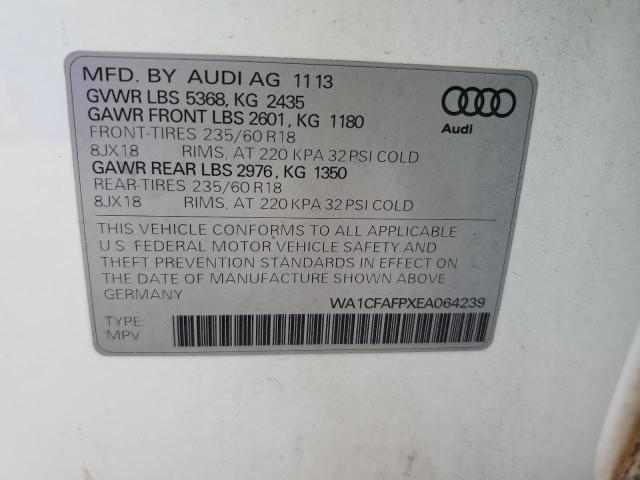 MFD. BY AUDI AG 11 13
GVWR LBS 5368, KG 2435
GAWR FRONT LBS 2601, KG 1180
FRONT-TIRES 235/60 R18
8JX18 RIMS, AT 220 KPA 32 PSI COLD
GAWR REAR LBS 2976, KG 1350
REAR-TIRES 235/60 R18
8JX18 RIMS, AT 220 KPA 32 PSI COLD
Audi
THIS VEHICLE CONFORMS TO ALL APPLICABLE
U.S. FEDERAL MOTOR VEHICLE SAFETY AND
THEFT PREVENTION STANDARDS IN EFFECT ON
THE DATE OF MANUFACTURE SHOWN ABOVE
GERMANY
WA1CFAFPXEA064239
TYPE:
MPV